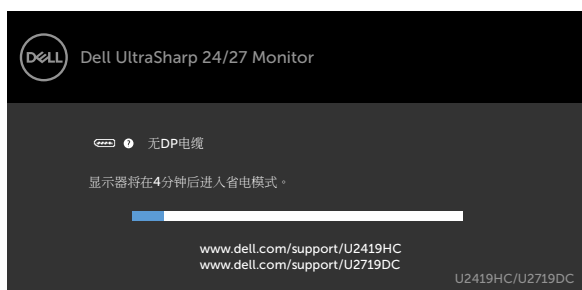 DELL
Dell UltraSharp 24/27 Monitor
? 无DP电缆
显示器将在4分钟后进入省电模式。
www.dell.com/support/U2419HC
www.dell.com/support/U2719DC
U2419HC/U2719DC